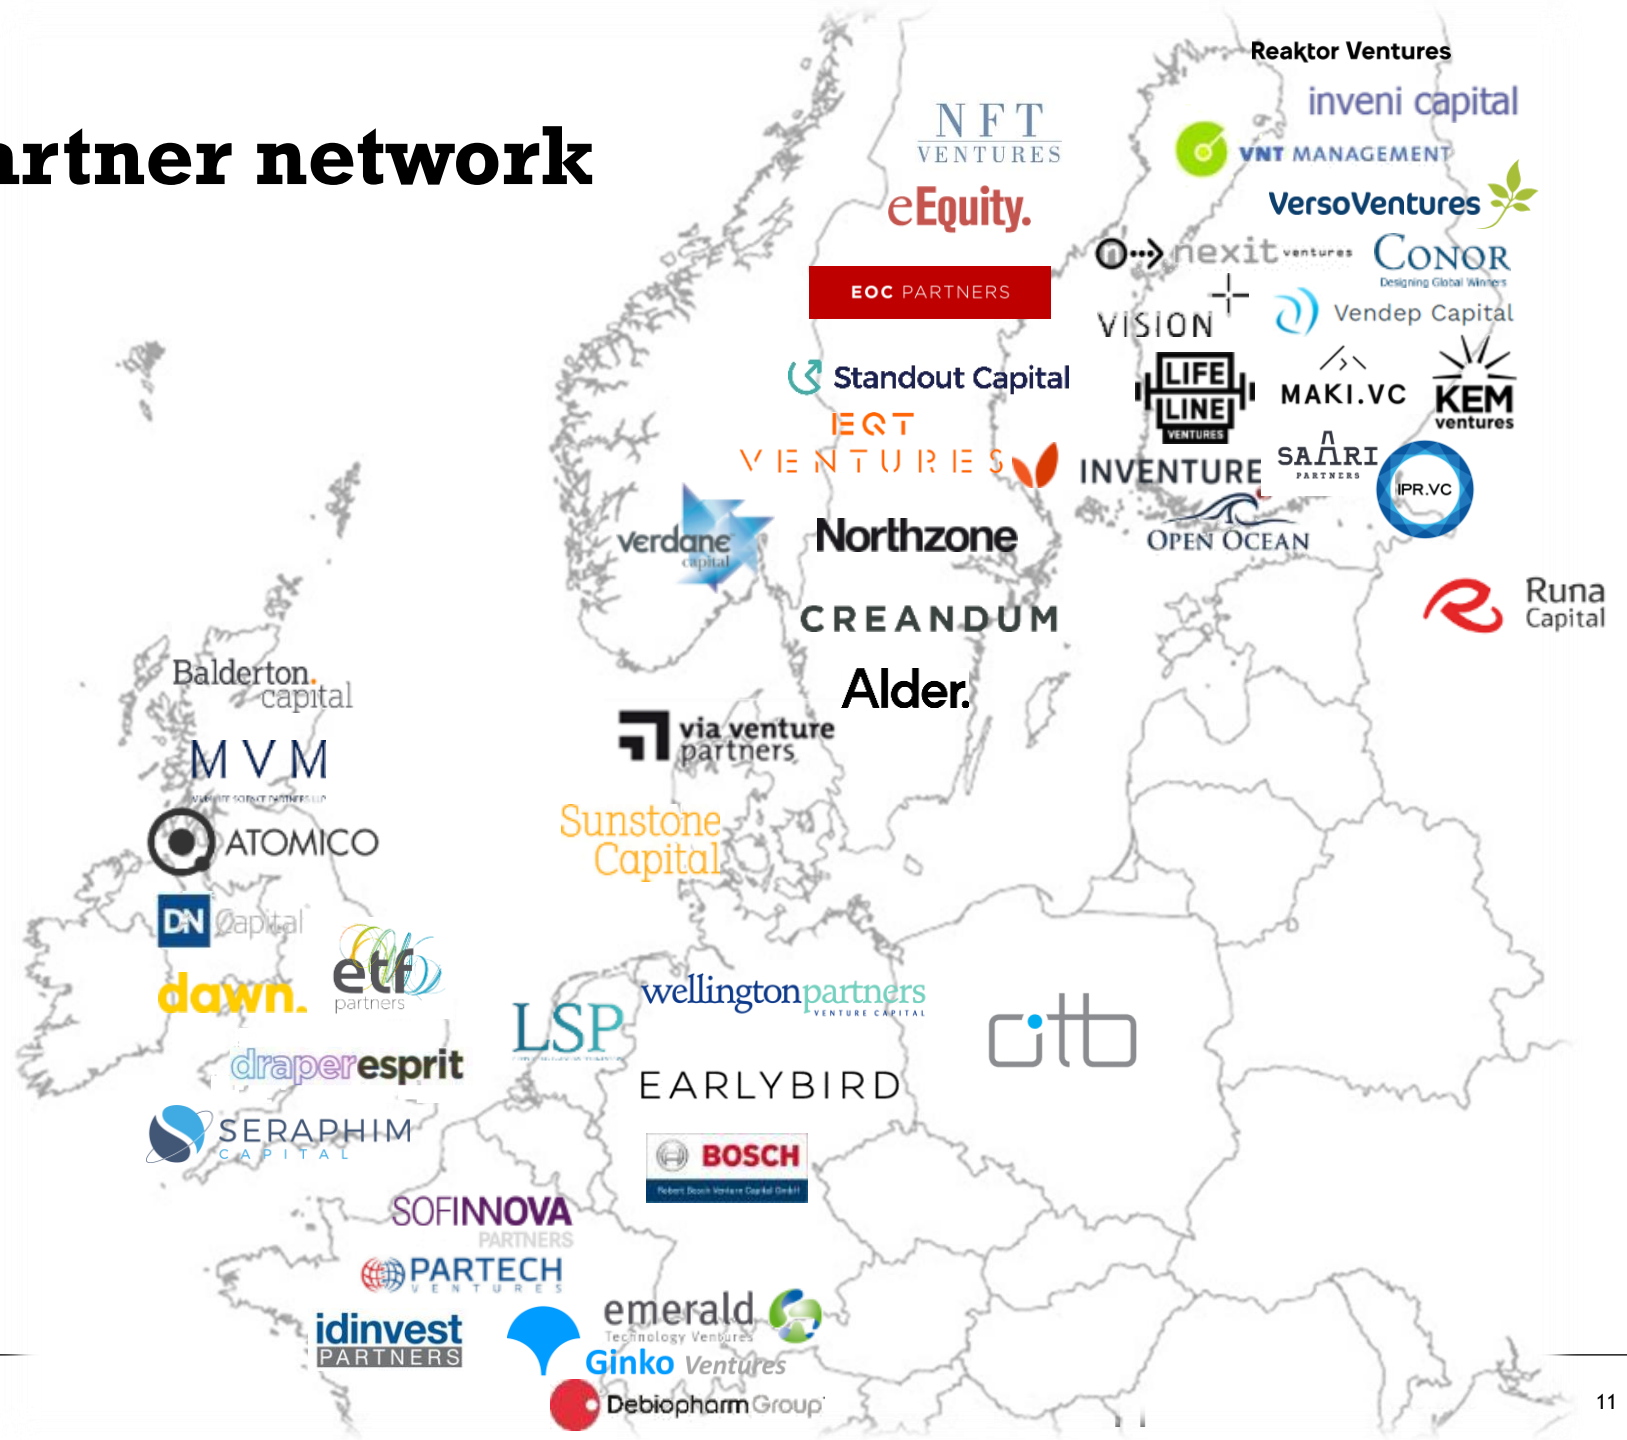 artner network
Reaktor Ventures
inveni capital
VNT MANAGEMENT
VersoVentures
n nexit ventures
CONOR
Designing Global Winners
VISION
Vendep Capital
LIFE
LINE
VENTURES
MAKI.VC
KEM
ventures
INVENTURE
SAARI
PARTNERS
IPR.VC
OPEN OCEAN
Runa
Capital
NFT
VENTURES
eEquity.
EOC PARTNERS
Standout Capital
EQT
VENTURES
verdane
capital
Northzone
CREANDUM
Alder.
via venture
partners
Sunstone
Capital
Balderton.
capital
MVM
ATOMICO
DN Capital
dawn.
etf
partners
draperesprit
SERAPHIM
CAPITAL
LSP
wellingtonpartners
VENTURE CAPITAL
EARLYBIRD
BOSCH
Robert Bosch Venture Capital GmbH
citb
SOFINNOVA
PARTNERS
PARTECH
VENTURES
idinvest
PARTNERS
emerald
Technology Ventures
Ginko Ventures
Debiopharm Group
11